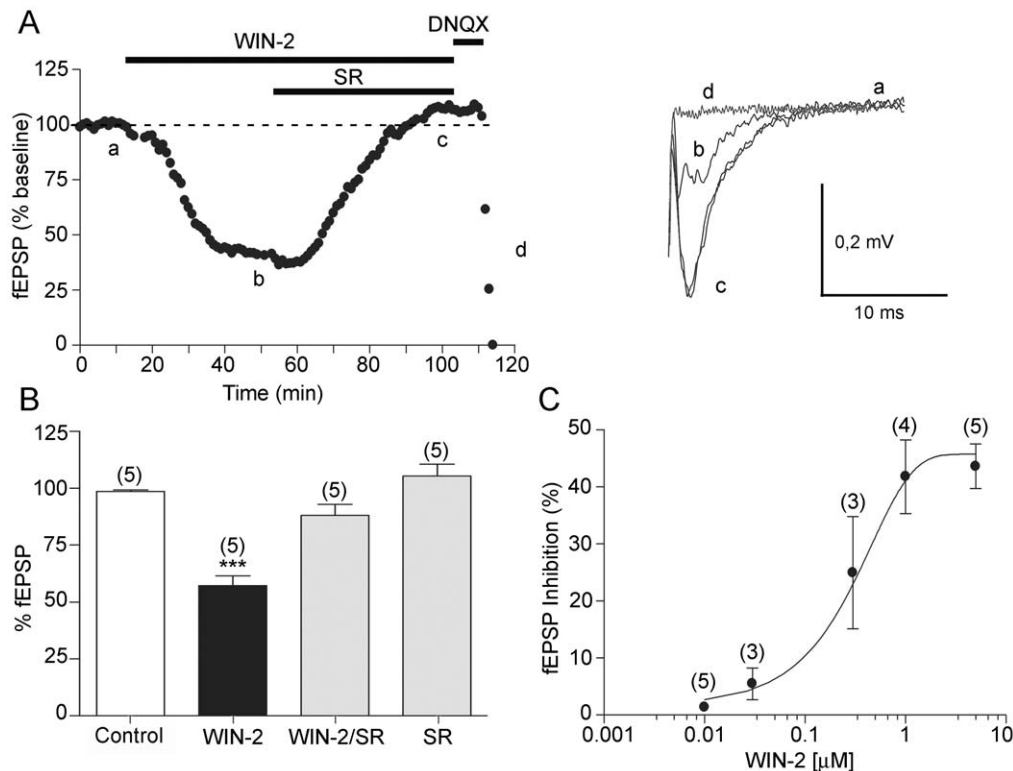 A
DNQX
WIN-2
SR
125
100
75
50
25
0
a
b
c
d
0 20 40 60 80 100 120
fEPSP (% baseline)
Time (min)
d
a
b
c
0,2 mV
10 ms
B
125
100
75
50
25
0
% fEPSP
(5)
(5)
***
(5)
(5)
Control WIN-2 WIN-2/SR SR
C
50
40
30
20
10
0
fEPSP Inhibition (%)
(5)
(3)
(3)
(4)
(5)
0.001 0.01 0.1 1 10
WIN-2 [µM]